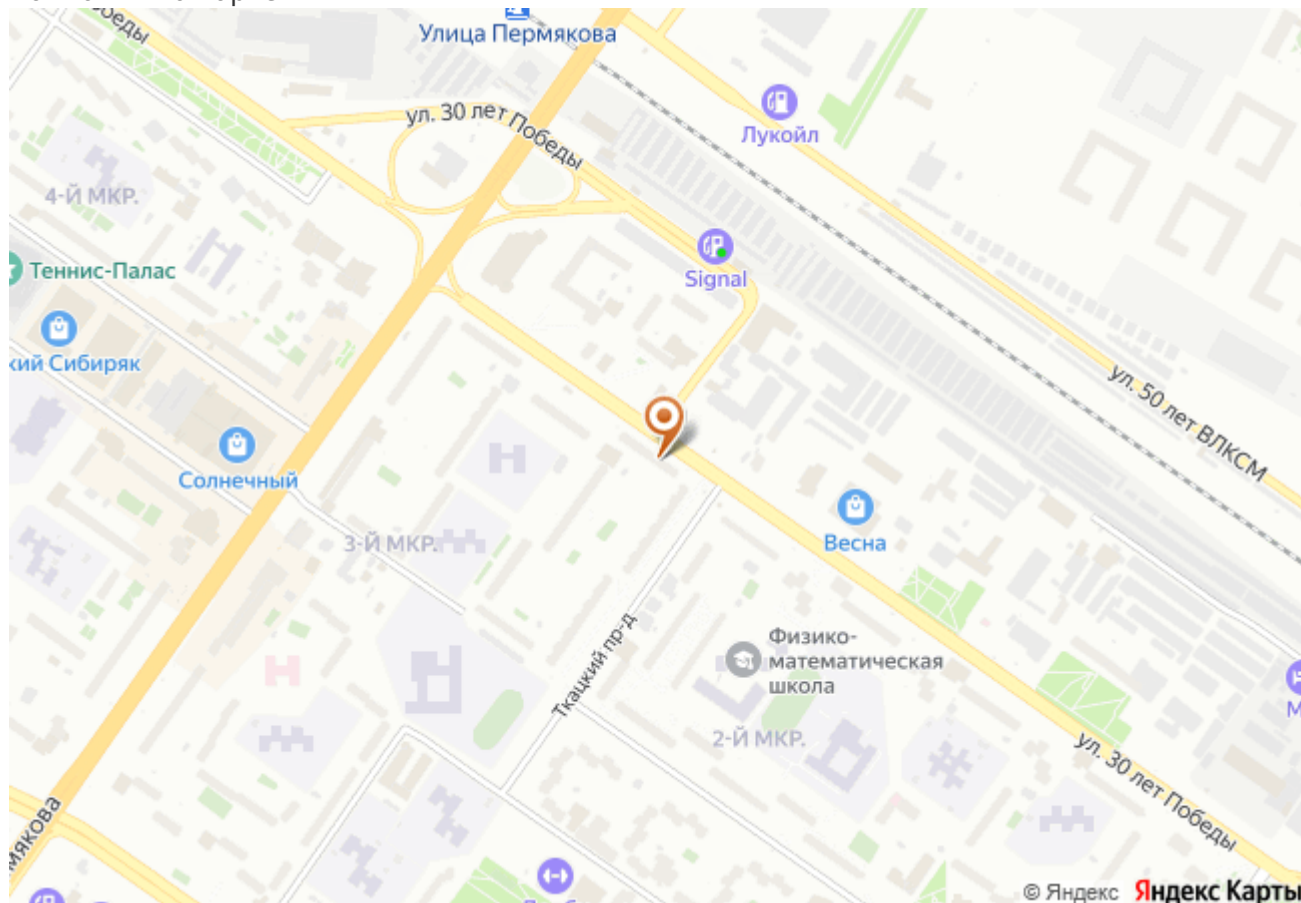 Победы
Улица Пермякова
ул. 30 лет Победы
Лукойл
4-Й МКР.
Теннис-Палас
Signal
кий Сибиряк
ул. 50 лет ВЛКСМ
Солнечный
Весна
3-Й МКР.
Физико-
математическая
школа
Ткацкий пр-д
2-Й МКР.
ул. 30 лет Победы
мякова
© Яндекс Яндекс Карты